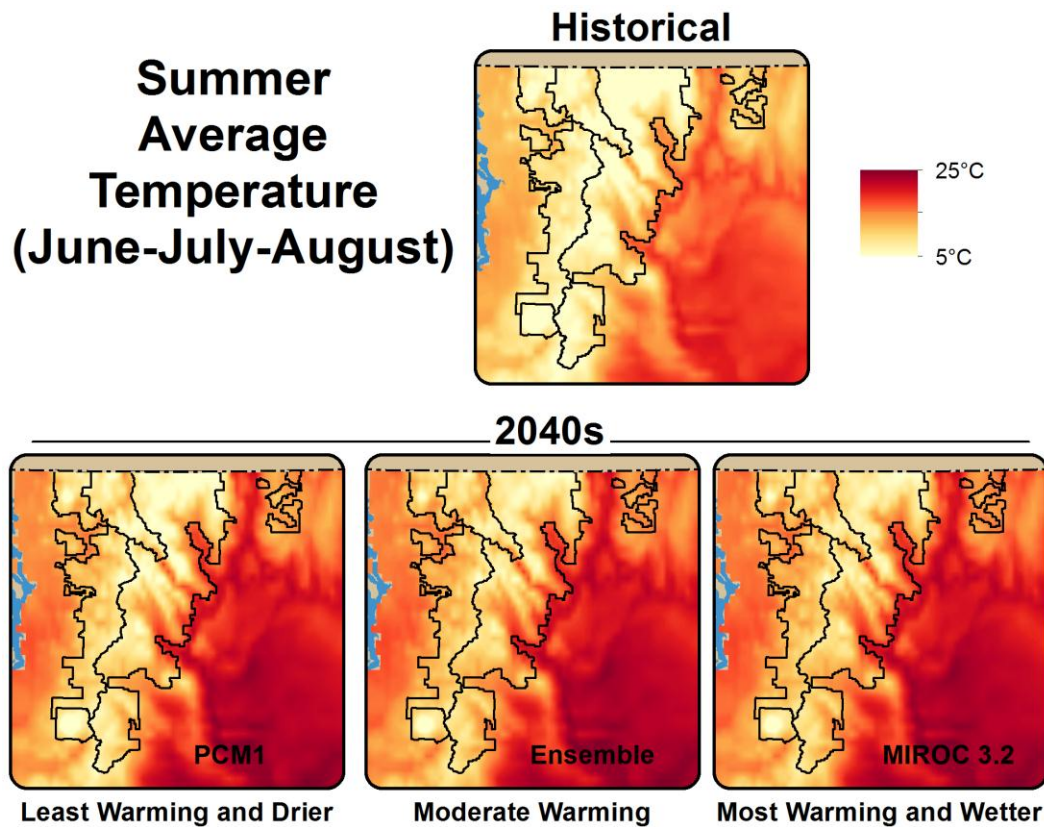 Summer
Average
Temperature
(June-July-August)
Historical
25°C
5°C
2040s
PCM1
Ensemble
MIROC 3.2
Least Warming and Drier
Moderate Warming
Most Warming and Wetter